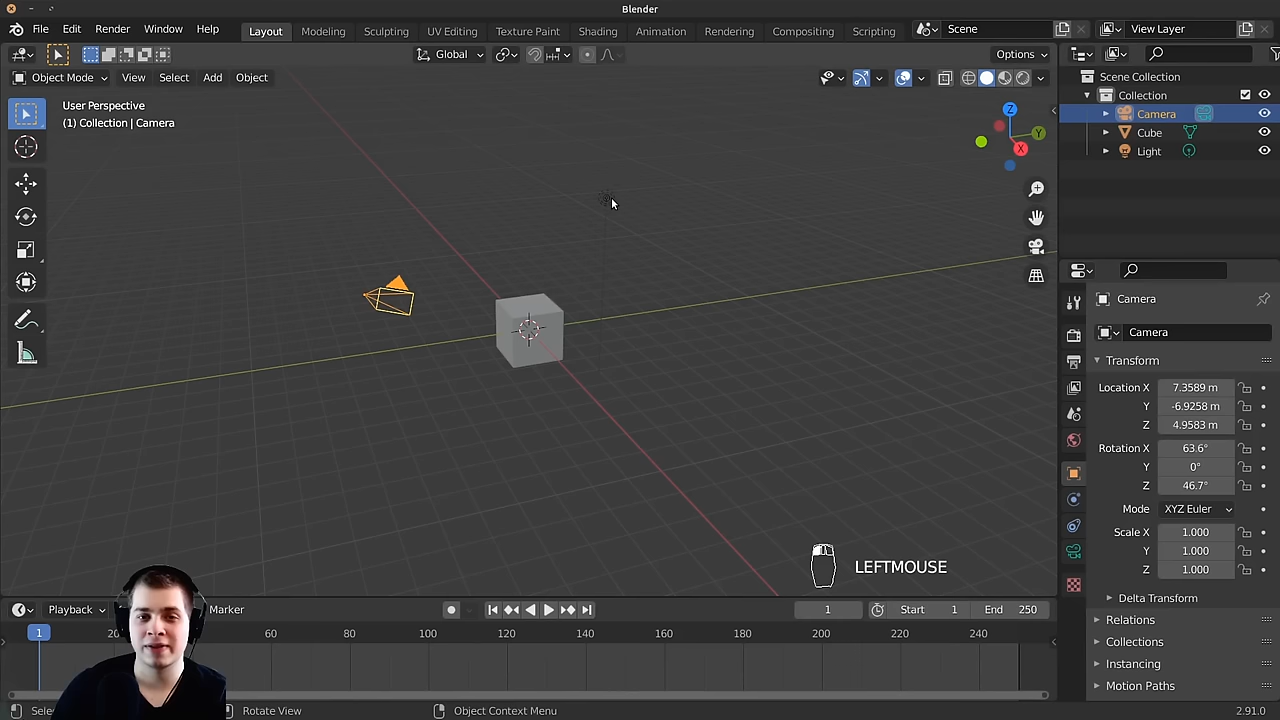 Blender
File Edit Render Window Help Layout Modeling Sculpting UV Editing Texture Paint Shading Animation Rendering Compositing Scripting Scene View Layer
Global Options
Object Mode View Select Add Object
User Perspective
(1) Collection | Camera
Z
Y
X
Scene Collection
Collection
Camera
Cube
Light
Camera
Camera
Transform
Location X 7.3589 m
Y -6.9258 m
Z 4.9583 m
Rotation X 63.6°
Y 0°
Z 46.7°
Mode XYZ Euler
Scale X 1.000
Y 1.000
Z 1.000
Delta Transform
Relations
Collections
Instancing
Motion Paths
LEFTMOUSE
Playback Marker 1 Start 1 End 250
1 60 80 100 120 140 160 180 200 220 240
Rotate View Object Context Menu 2.91.0